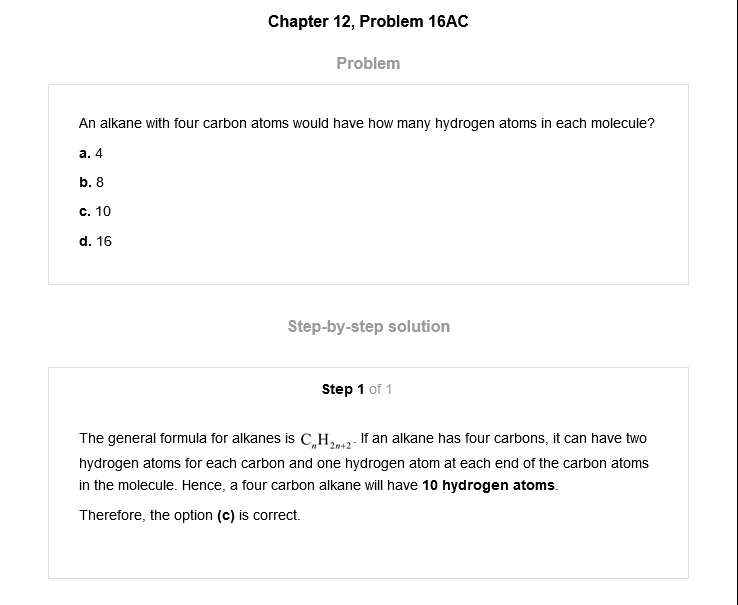 Chapter 12, Problem 16AC
Problem
An alkane with four carbon atoms would have how many hydrogen atoms in each molecule?
a. 4
b. 8
c. 10
d. 16
Step-by-step solution
Step 1 of 1
The general formula for alkanes is CₙH₂ₙ₊₂. If an alkane has four carbons, it can have two
hydrogen atoms for each carbon and one hydrogen atom at each end of the carbon atoms
in the molecule. Hence, a four carbon alkane will have 10 hydrogen atoms.
Therefore, the option (c) is correct.